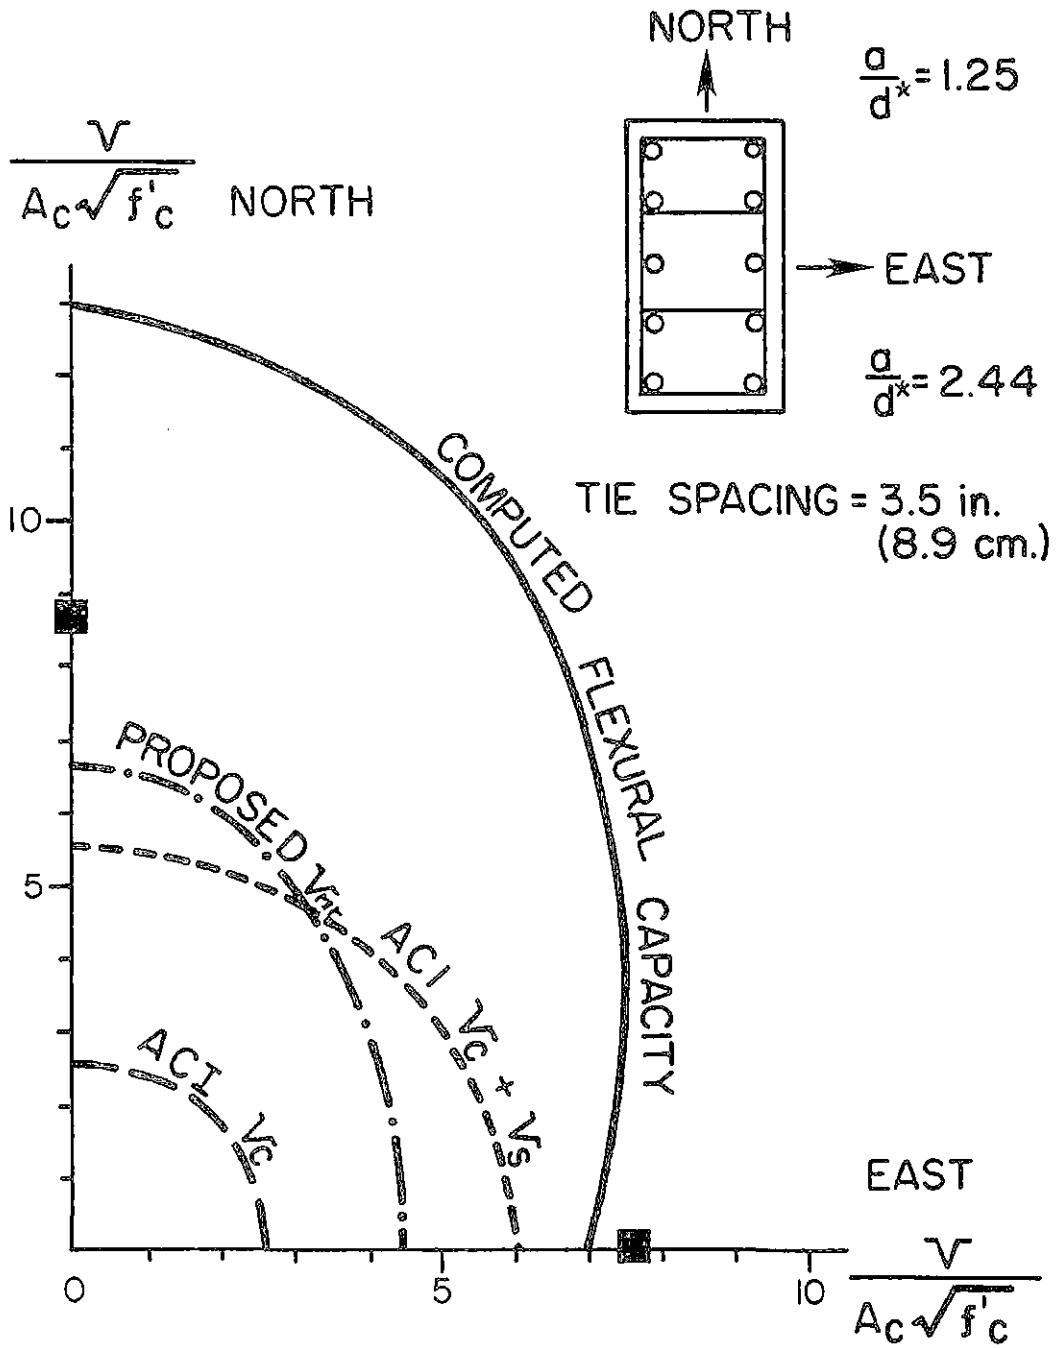 NORTH
a/d* = 1.25
V / A_C √f'_C NORTH
EAST
a/d* = 2.44
TIE SPACING = 3.5 in.
(8.9 cm.)
COMPUTED FLEXURAL CAPACITY
10
PROPOSED V
5
ACI V_C + V_S
ACI V_C
EAST
0
5
10
V / A_C √f'_C